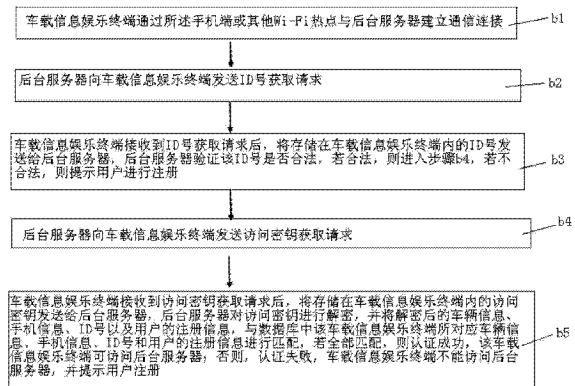 车载信息娱乐终端通过所述手机端或其他Wi-Fi热点与后台服务器建立通信连接
b1
后台服务器向车载信息娱乐终端发送ID号获取请求
b2
车载信息娱乐终端接收到ID号获取请求后，将存储在车载信息娱乐终端内的ID号发
送给后台服务器，后台服务器验证该ID号是否合法，若合法，则进入步骤b4，若不
合法，则提示用户进行注册
b3
后台服务器向车载信息娱乐终端发送访问密钥获取请求
b4
车载信息娱乐终端接收到访问密钥获取请求后，将存储在车载信息娱乐终端内的访问
密钥发送给后台服务器，后台服务器对访问密钥进行解密，并将解密后的车辆信息、
手机信息、ID号以及用户的注册信息，与数据库中该车载信息娱乐终端所对应车辆信
息、手机信息、ID号和用户的注册信息进行匹配，若全部匹配，则认证成功，该车载
信息娱乐终端可访问后台服务器；否则，认证失败，车载信息娱乐终端不能访问后台
服务器，并提示用户注册
b5